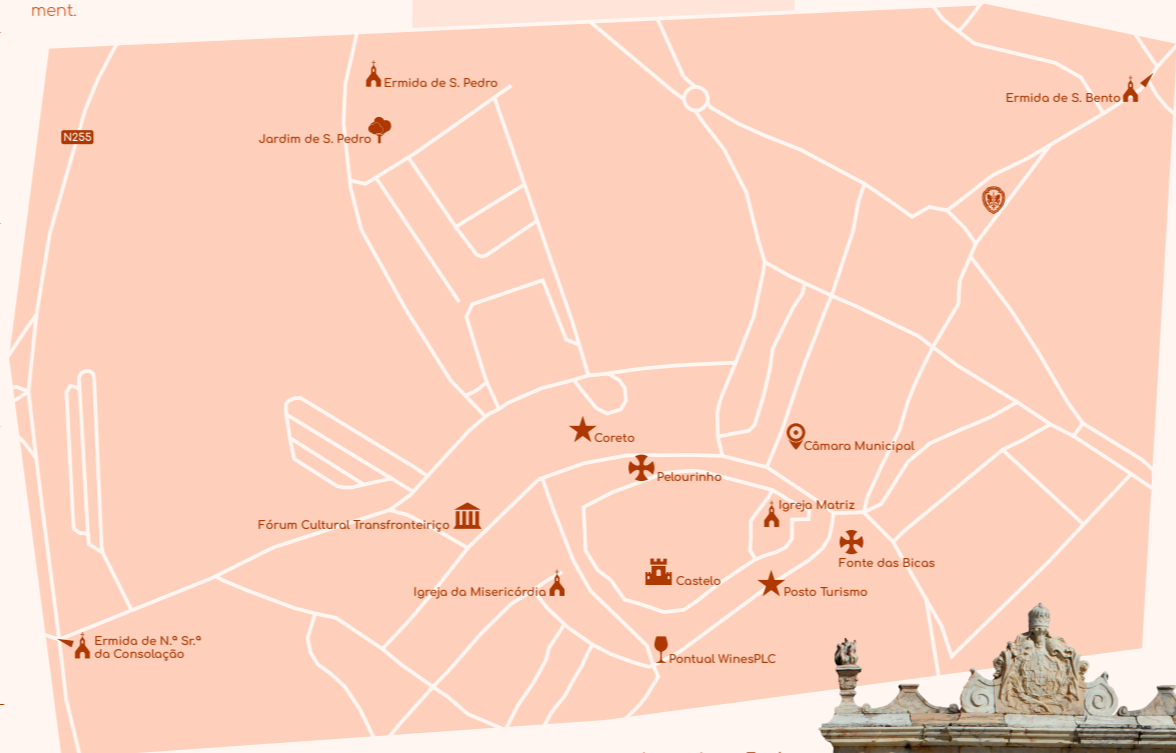 ment.
Ermida de S. Pedro
Ermida de S. Bento
N255
Jardim de S. Pedro
Coreto
Câmara Municipal
Pelourinho
Igreja Matriz
Fórum Cultural Transfronteiriço
Fonte das Bicas
Castelo
Igreja da Misericórdia
Posto Turismo
Ermida de N.ª Sr.ª
da Consolação
Pontual WinesPLC